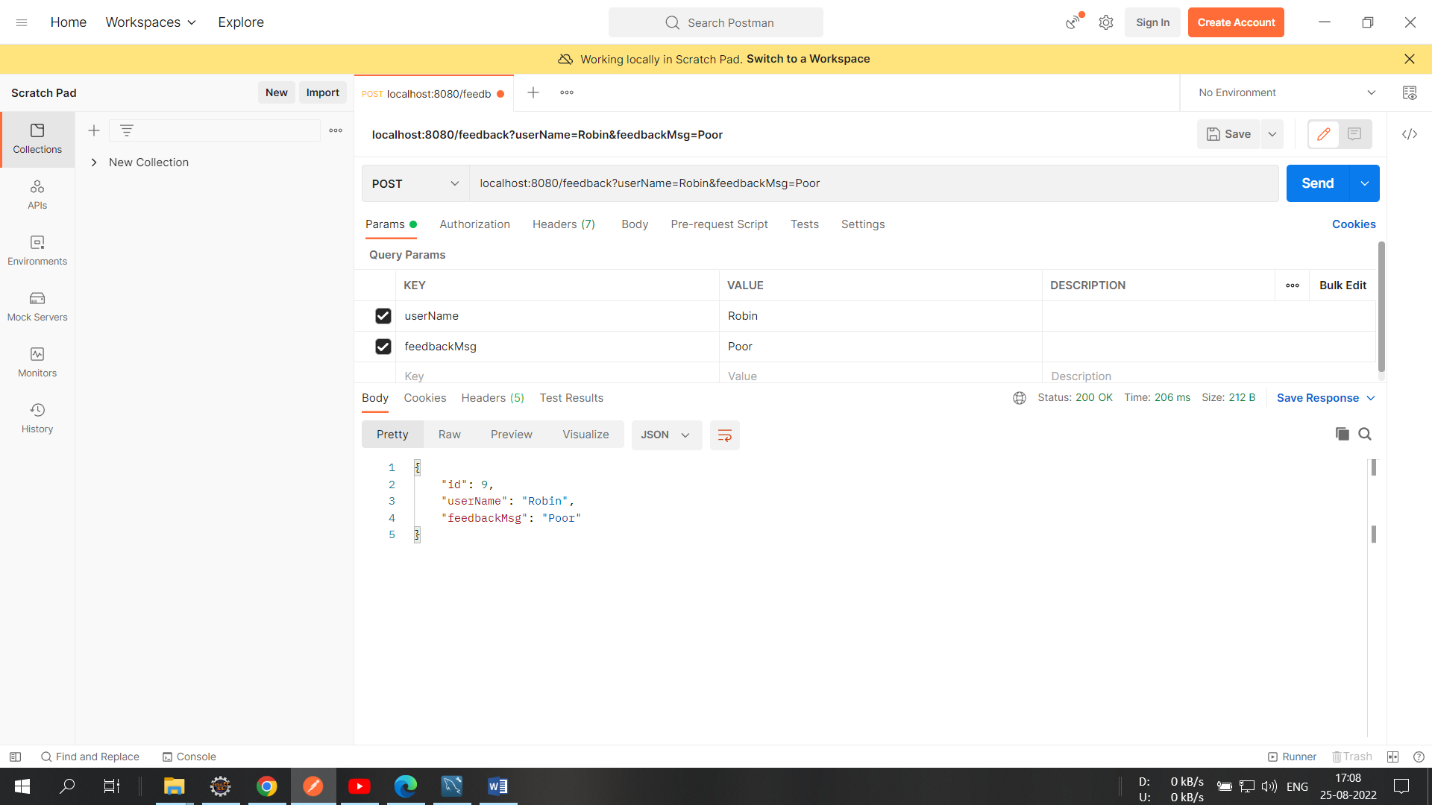 Home Workspaces Explore Search Postman Sign In Create Account
Working locally in Scratch Pad. Switch to a Workspace
Scratch Pad New Import POST localhost:8080/feedb No Environment
localhost:8080/feedback?userName=Robin&feedbackMsg=Poor Save
Collections
New Collection
POST localhost:8080/feedback?userName=Robin&feedbackMsg=Poor Send
APIs
Params Authorization Headers (7) Body Pre-request Script Tests Settings Cookies
Query Params
Environments
KEY VALUE DESCRIPTION Bulk Edit
userName Robin
Mock Servers
feedbackMsg Poor
Monitors
Key Value Description
Body Cookies Headers (5) Test Results Status: 200 OK Time: 206 ms Size: 212 B Save Response
History
Pretty Raw Preview Visualize JSON
1 {
2 "id": 9,
3 "userName": "Robin",
4 "feedbackMsg": "Poor"
5 }
Find and Replace Console Runner Trash
D: 0 kB/s
U: 0 kB/s
ENG
17:08
25-08-2022